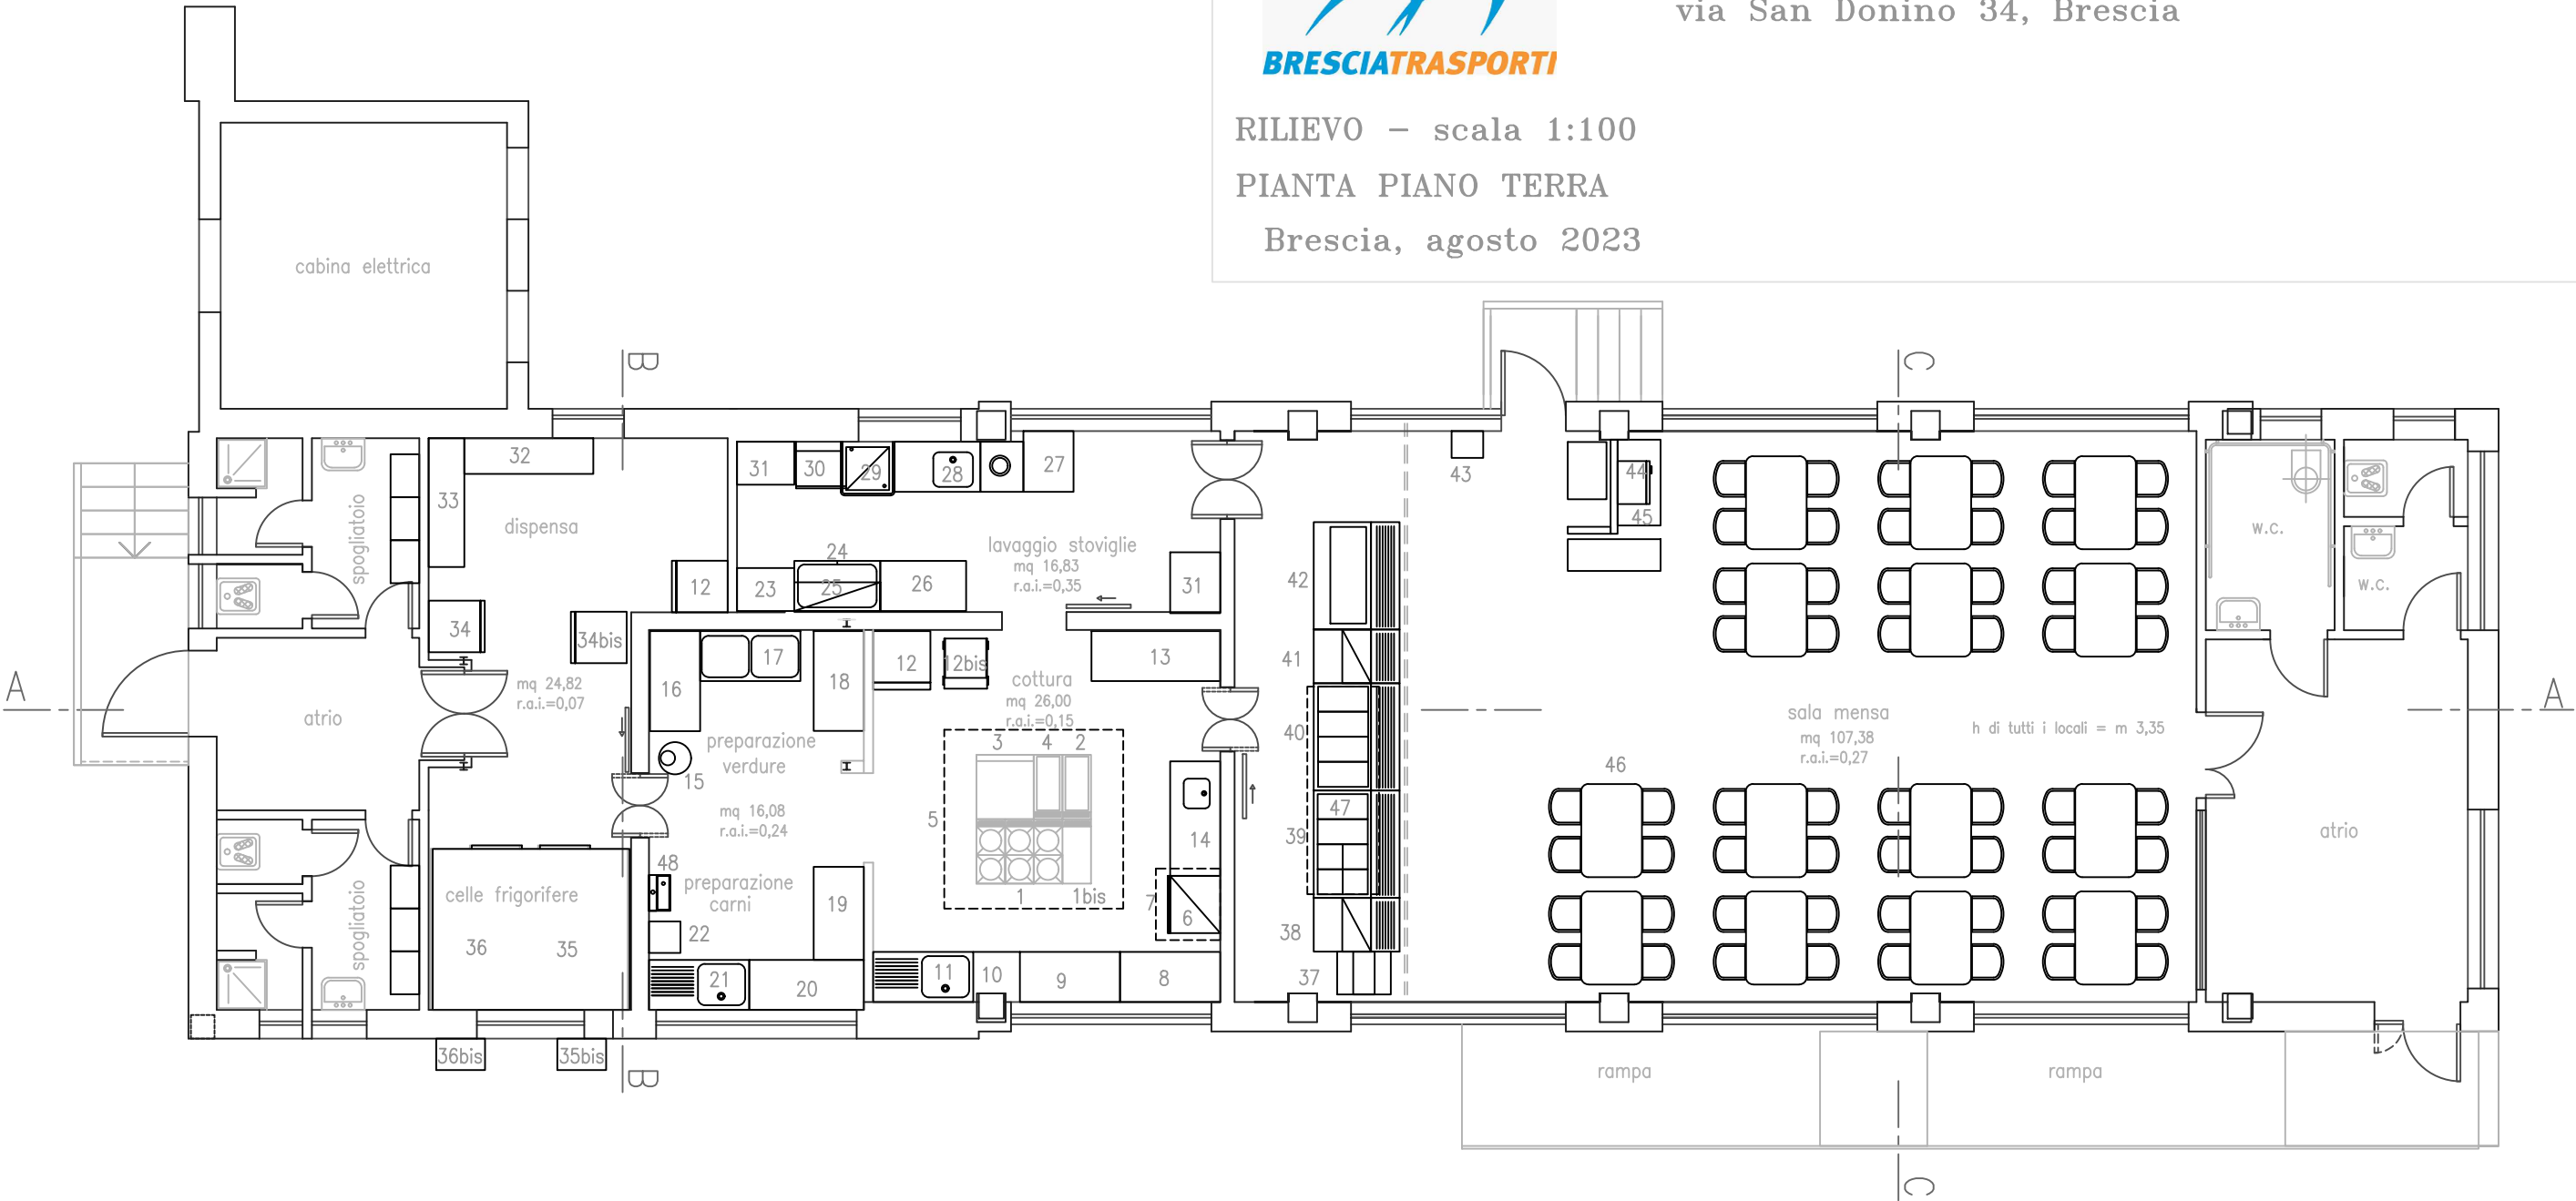 via San Donino 34, Brescia
BRESCIATRASPORTI
RILIEVO – scala 1:100
PIANTA PIANO TERRA
Brescia, agosto 2023
cabina elettrica
B
C
32
33
dispensa
spogliatoio
31
30
29
28
27
43
44
45
w.c.
w.c.
24
lavaggio stoviglie
mq 16,83
r.a.i.=0,35
12
23
25
26
31
42
34
34bis
16
17
18
12
12bis
13
41
A
atrio
mq 24,82
r.a.i.=0,07
cottura
mq 26,00
r.a.i.=0,15
A
preparazione
verdure
15
mq 16,08
r.a.i.=0,24
3
4
2
5
1
1bis
14
7
6
40
47
39
38
37
sala mensa
mq 107,38
r.a.i.=0,27
h di tutti i locali = m 3,35
46
atrio
48
preparazione
carni
22
19
celle frigorifere
36
35
spogliatoio
21
20
11
10
9
8
36bis
35bis
B
rampa
rampa
C